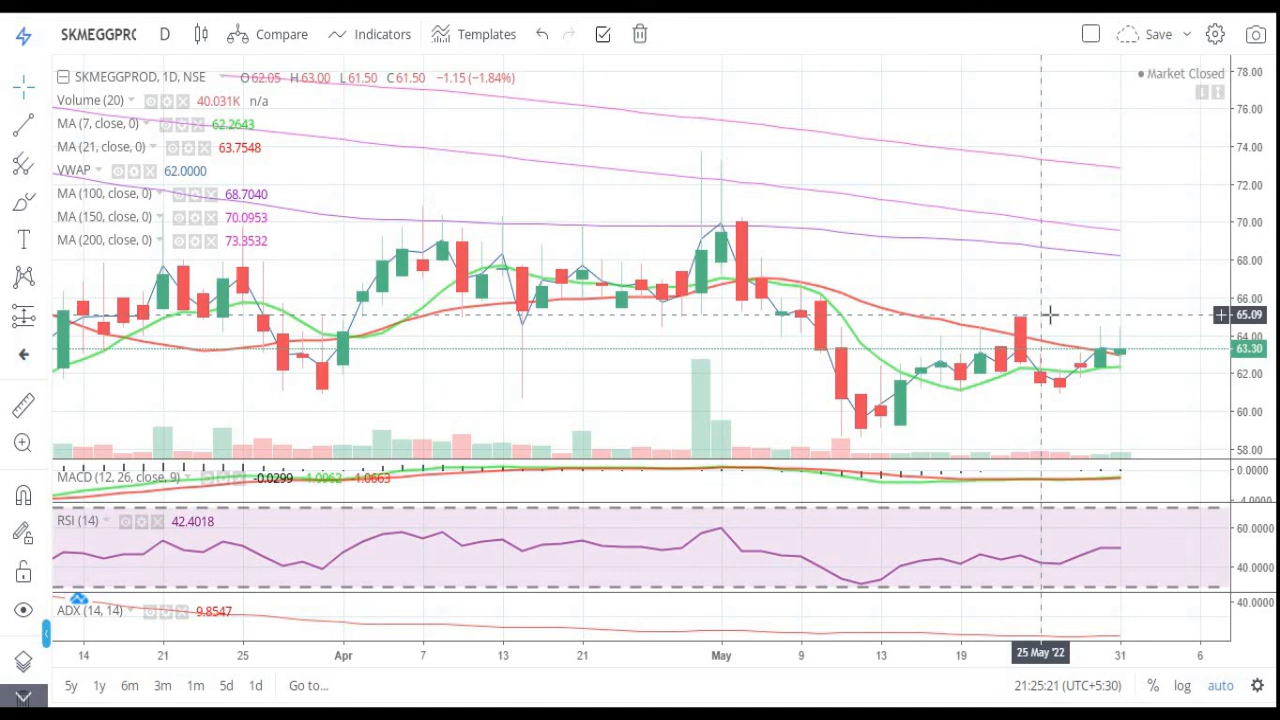 SKMEGGPRC D Compare Indicators Templates Save
SKMEGGPROD, 1D, NSE O 62.05 H 63.00 L 61.50 C 61.50 −1.15 (−1.84%)
Market Closed
Volume (20) 40.031K n/a
MA (7, close, 0) 62.2643
MA (21, close, 0) 63.7548
VWAP 62.0000
MA (100, close, 0) 68.7040
MA (150, close, 0) 70.0953
MA (200, close, 0) 73.3532
78.00
76.00
74.00
72.00
70.00
68.00
66.00
65.09
64.00
63.30
62.00
60.00
58.00
MACD (12, 26, close, 9) -0.0299 -1.0962 -1.0663
0.0000
-4.0000
RSI (14) 42.4018
60.0000
40.0000
ADX (14, 14) 9.8547
40.0000
14 21 25 Apr 7 13 21 May 9 13 19 25 May '22 31 6
5y 1y 6m 3m 1m 5d 1d Go to... 21:25:21 (UTC+5:30) % log auto